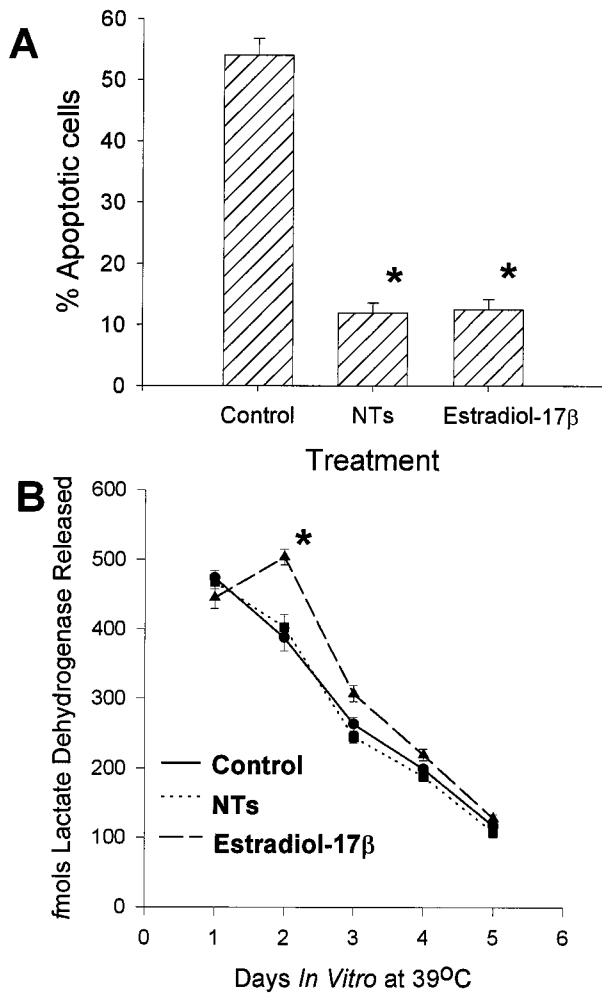 A
% Apoptotic cells
60
50
40
30
20
10
0
*
*
Control
NTs
Estradiol-17β
Treatment
B
fmols Lactate Dehydrogenase Released
600
500
400
300
200
100
0
*
Control
NTs
Estradiol-17β
0
1
2
3
4
5
6
Days In Vitro at 39ºC